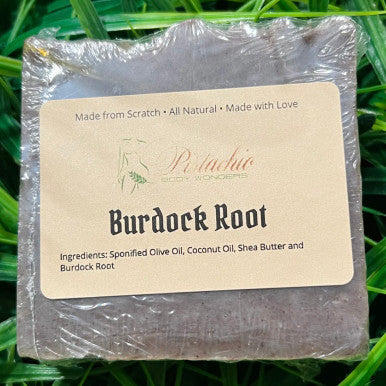 Made from Scratch • All Natural • Made with Love
Pistachio
BODY WONDERS
Burdock Root
Ingredients: Sponified Olive Oil, Coconut Oil, Shea Butter and
Burdock Root